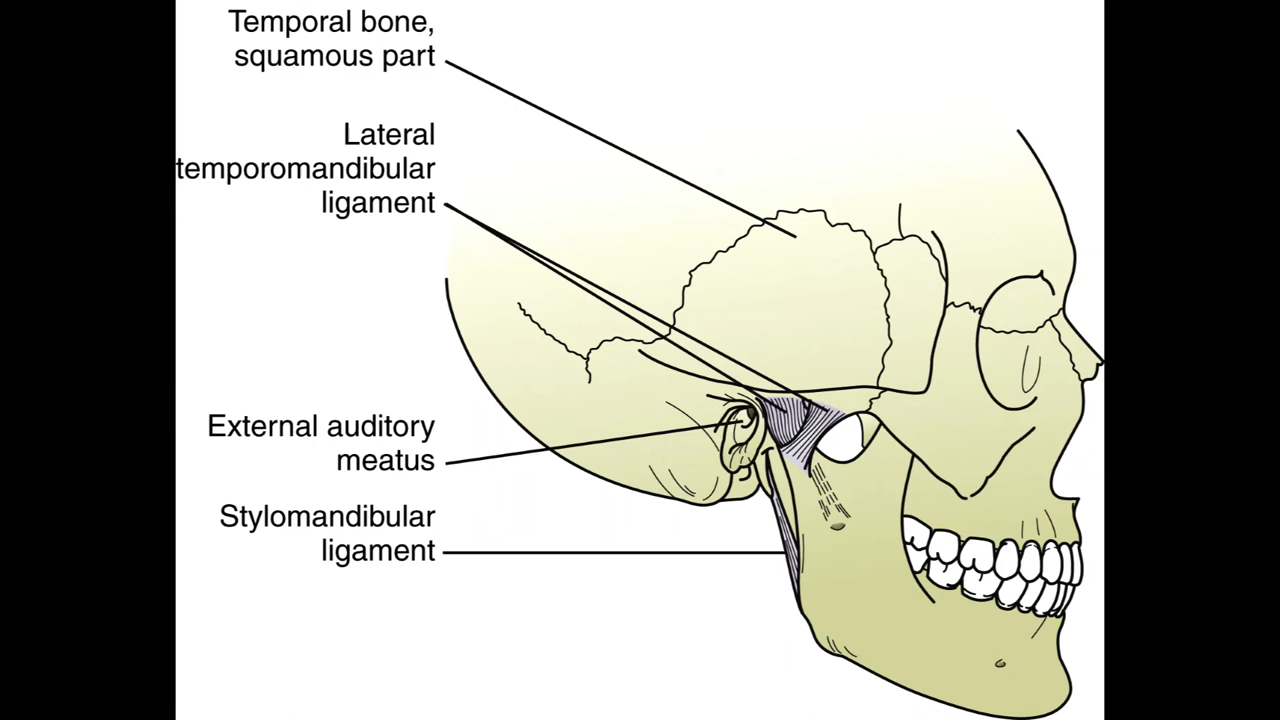 Temporal bone,
squamous part
Lateral
temporomandibular
ligament
External auditory
meatus
Stylomandibular
ligament